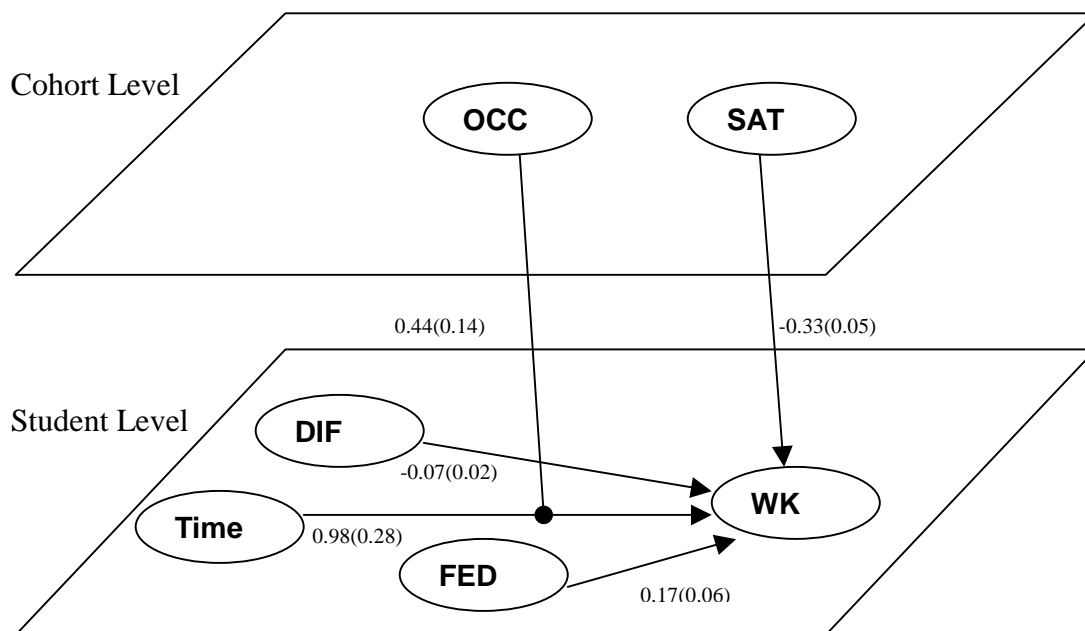 Cohort Level
OCC
SAT
0.44(0.14)
-0.33(0.05)
Student Level
DIF
-0.07(0.02)
WK
Time
0.98(0.28)
FED
0.17(0.06)